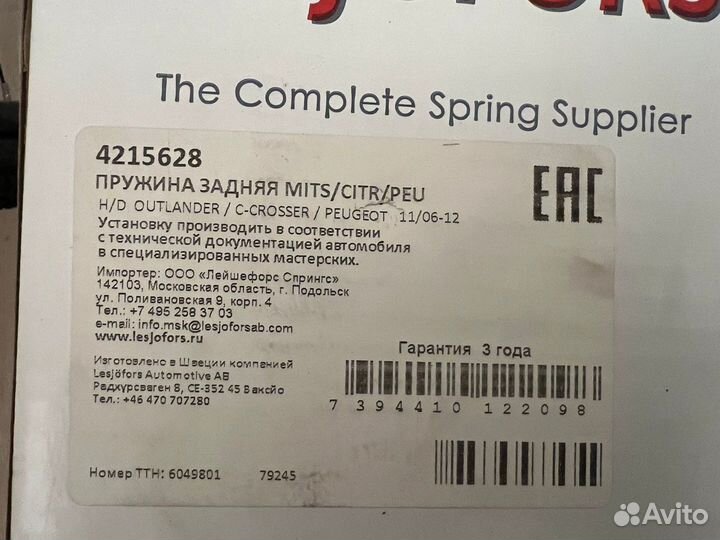 The Complete Spring Supplier
4215628
ПРУЖИНА ЗАДНЯЯ MITS/CITR/PEU
H/D OUTLANDER / C-CROSSER / PEUGEOT 11/06-12
Установку производить в соответствии
с технической документацией автомобиля
в специализированных мастерских.
Импортер: ООО «Лейшефорс Спрингс»
142103, Московская область, г. Подольск
ул. Поливановская 9, корп. 4
Тел.: +7 495 258 37 03
e-mail: info.msk@lesjoforsab.com
www.lesjofors.ru
Изготовлено в Швеции компанией
Lesjöfors Automotive AB
Радхурсваген 8, СЕ-352 45 Ваксйо
Тел.: +46 470 707280
Номер ТТН: 6049801 79245
EAC
Гарантия 3 года
7 394410 122098
Avito